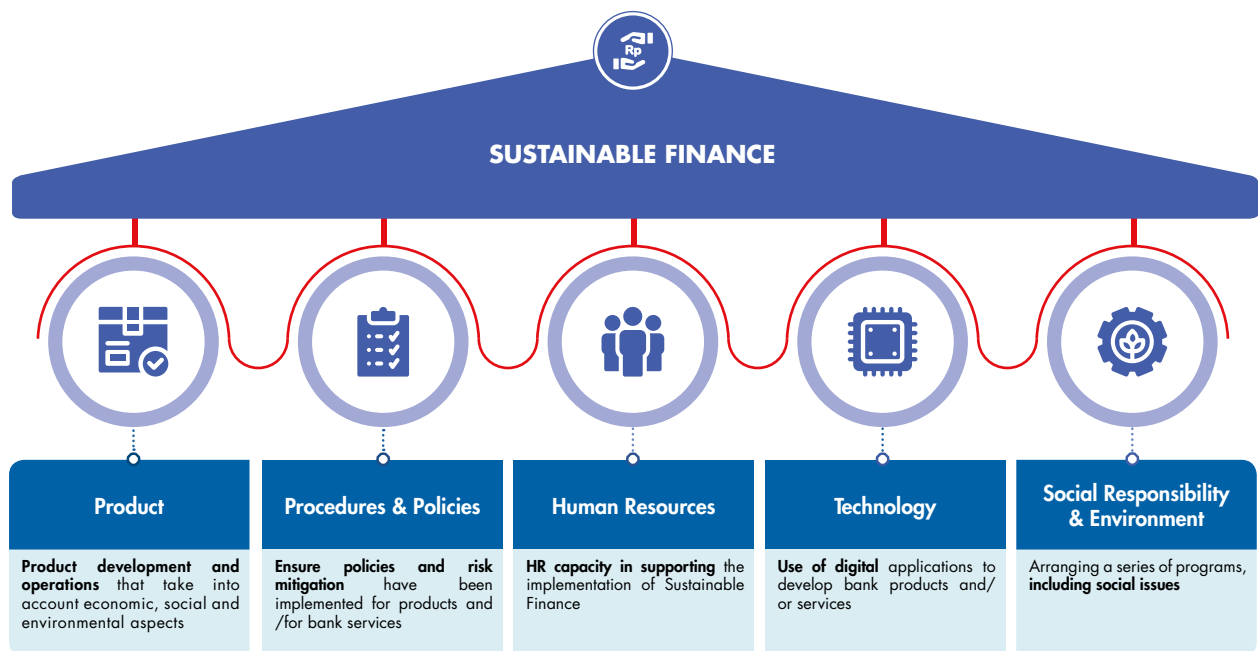 Rp
SUSTAINABLE FINANCE
Product
Product development and
operations that take into
account economic, social and
environmental aspects
Procedures & Policies
Ensure policies and risk
mitigation have been
implemented for products and
/for bank services
Human Resources
HR capacity in supporting the
implementation of Sustainable
Finance
Technology
Use of digital applications to
develop bank products and/
or services
Social Responsibility
& Environment
Arranging a series of programs,
including social issues